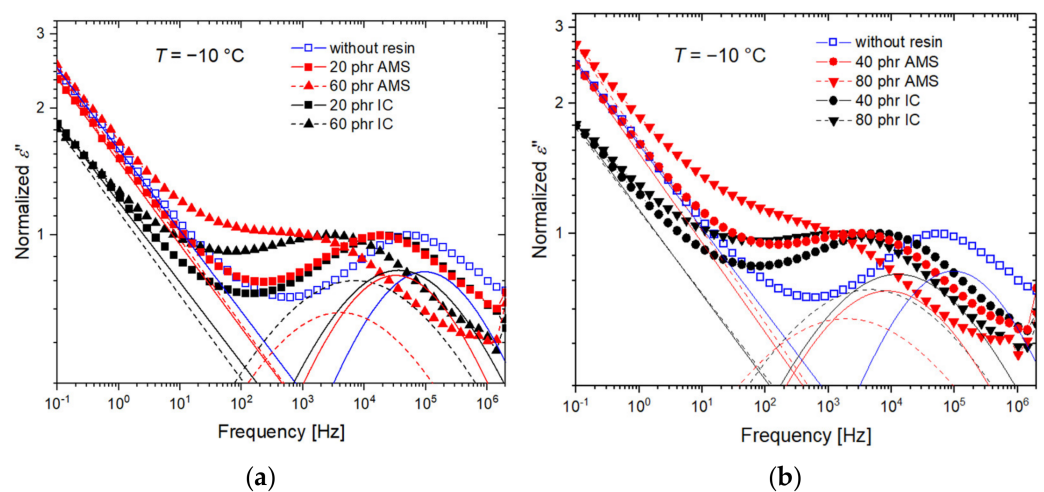 3
2
1
Normalized ε"
T = −10 °C
without resin
20 phr AMS
60 phr AMS
20 phr IC
60 phr IC
10⁻¹ 10⁰ 10¹ 10² 10³ 10⁴ 10⁵ 10⁶
Frequency [Hz]
(a)
3
2
1
Normalized ε"
T = −10 °C
without resin
40 phr AMS
80 phr AMS
40 phr IC
80 phr IC
10⁻¹ 10⁰ 10¹ 10² 10³ 10⁴ 10⁵ 10⁶
Frequency [Hz]
(b)